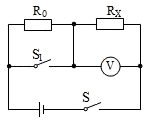 R₀ Rₓ
S₁ V
S